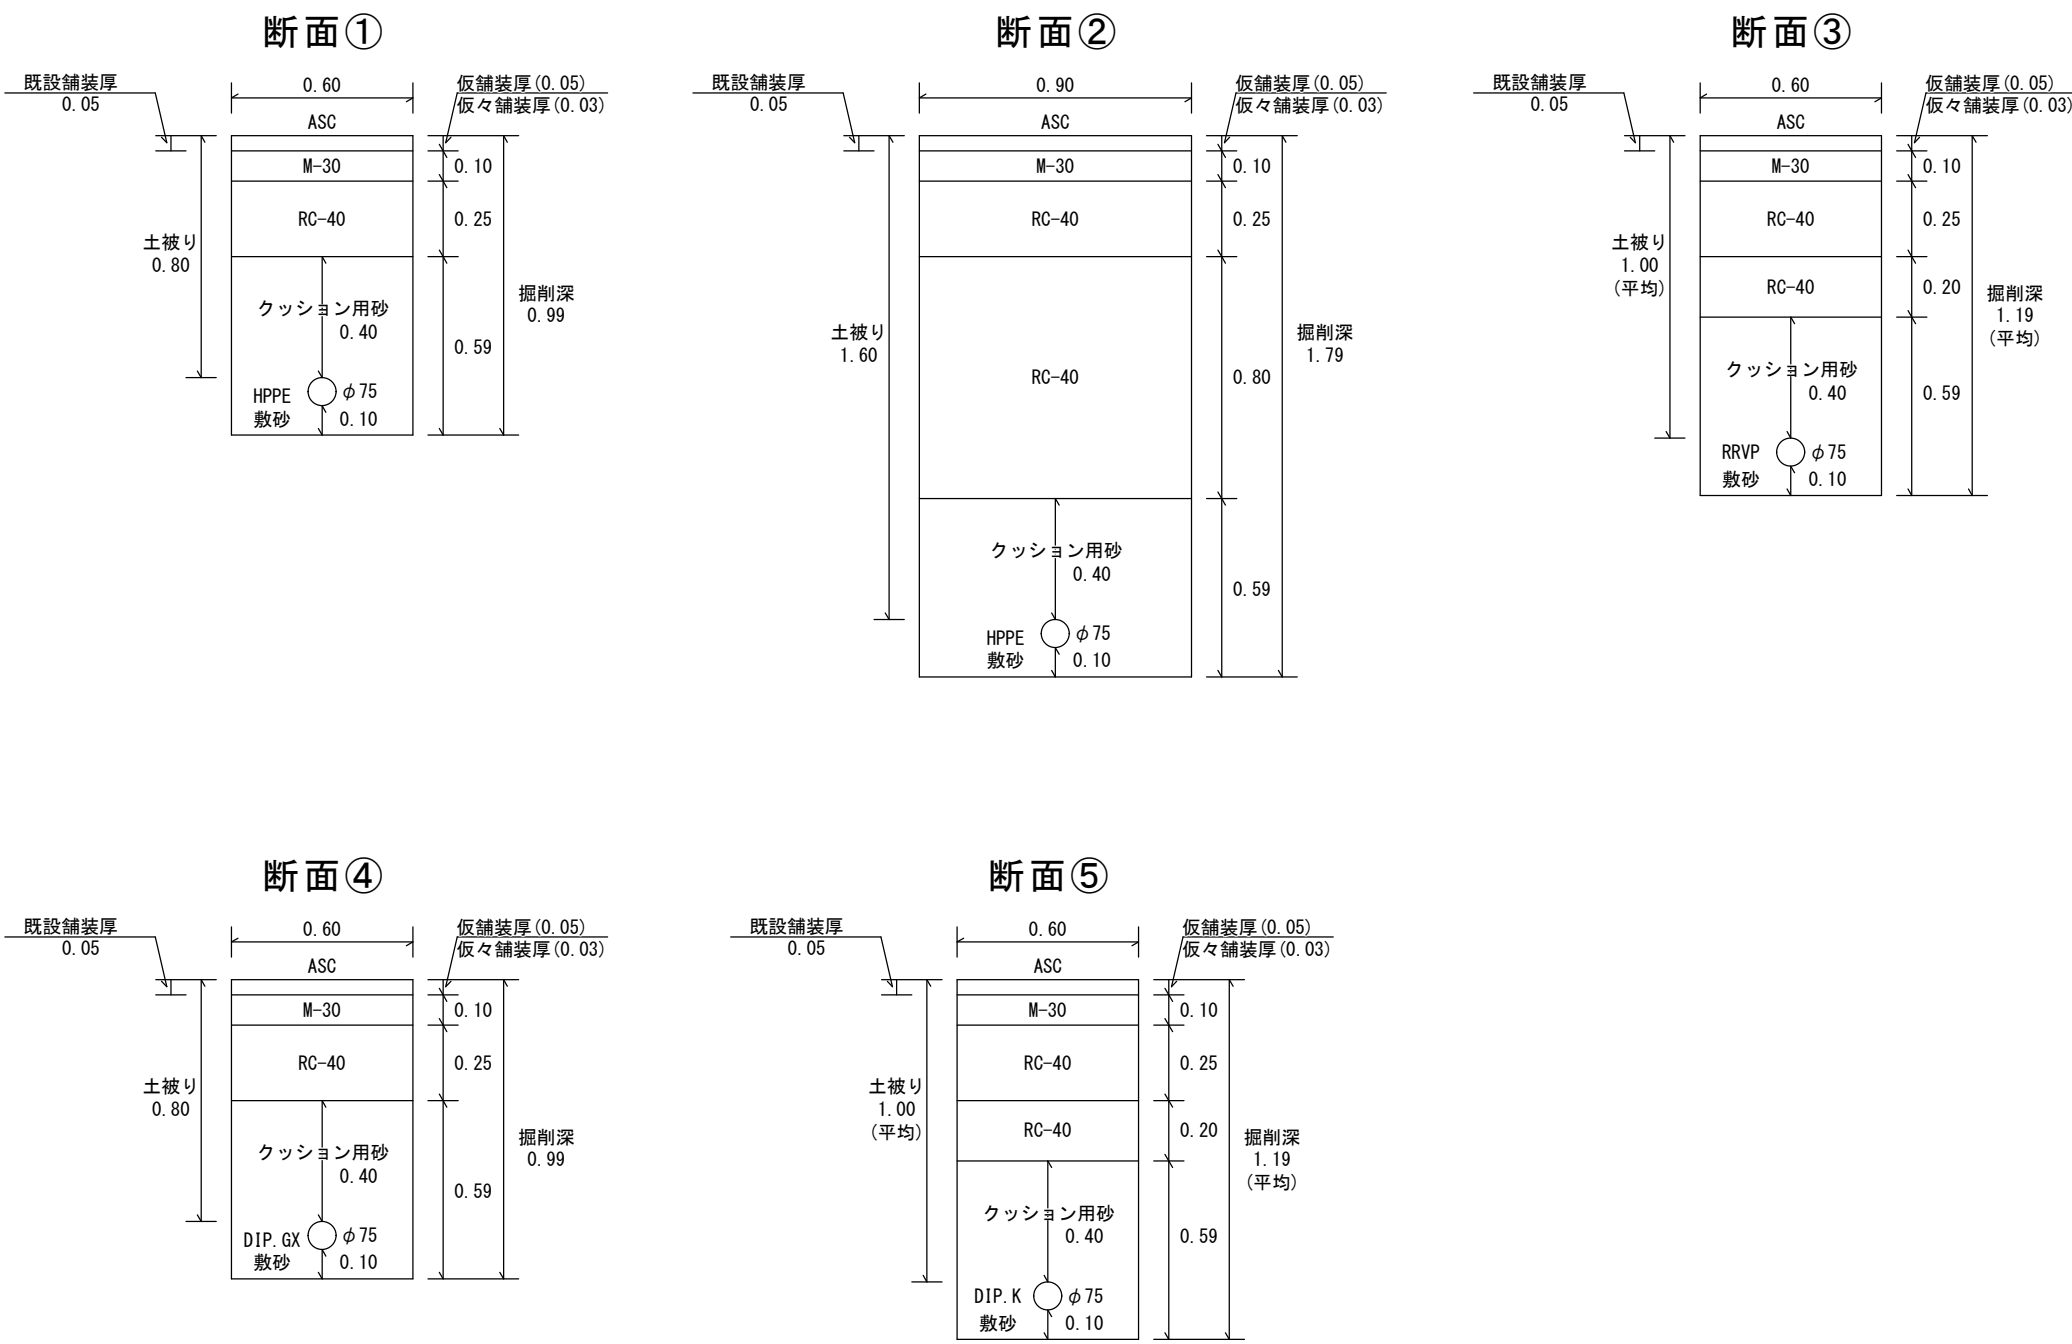 断面①
既設舗装厚
0.05
0.60
仮舗装厚(0.05)
仮々舗装厚(0.03)
ASC
M-30
0.10
RC-40
0.25
土被り
0.80
クッション用砂
0.40
掘削深
0.99
0.59
HPPE
φ75
敷砂
0.10
断面②
既設舗装厚
0.05
0.90
仮舗装厚(0.05)
仮々舗装厚(0.03)
ASC
M-30
0.10
RC-40
0.25
土被り
1.60
RC-40
0.80
掘削深
1.79
クッション用砂
0.40
0.59
HPPE
φ75
敷砂
0.10
断面③
既設舗装厚
0.05
0.60
仮舗装厚(0.05)
仮々舗装厚(0.03)
ASC
M-30
0.10
RC-40
0.25
土被り
1.00
(平均)
RC-40
0.20
掘削深
1.19
(平均)
クッション用砂
0.40
0.59
RRVP
φ75
敷砂
0.10
断面④
既設舗装厚
0.05
0.60
仮舗装厚(0.05)
仮々舗装厚(0.03)
ASC
M-30
0.10
RC-40
0.25
土被り
0.80
クッション用砂
0.40
掘削深
0.99
0.59
DIP.GX
φ75
敷砂
0.10
断面⑤
既設舗装厚
0.05
0.60
仮舗装厚(0.05)
仮々舗装厚(0.03)
ASC
M-30
0.10
RC-40
0.25
土被り
1.00
(平均)
RC-40
0.20
掘削深
1.19
(平均)
クッション用砂
0.40
0.59
DIP.K
φ75
敷砂
0.10